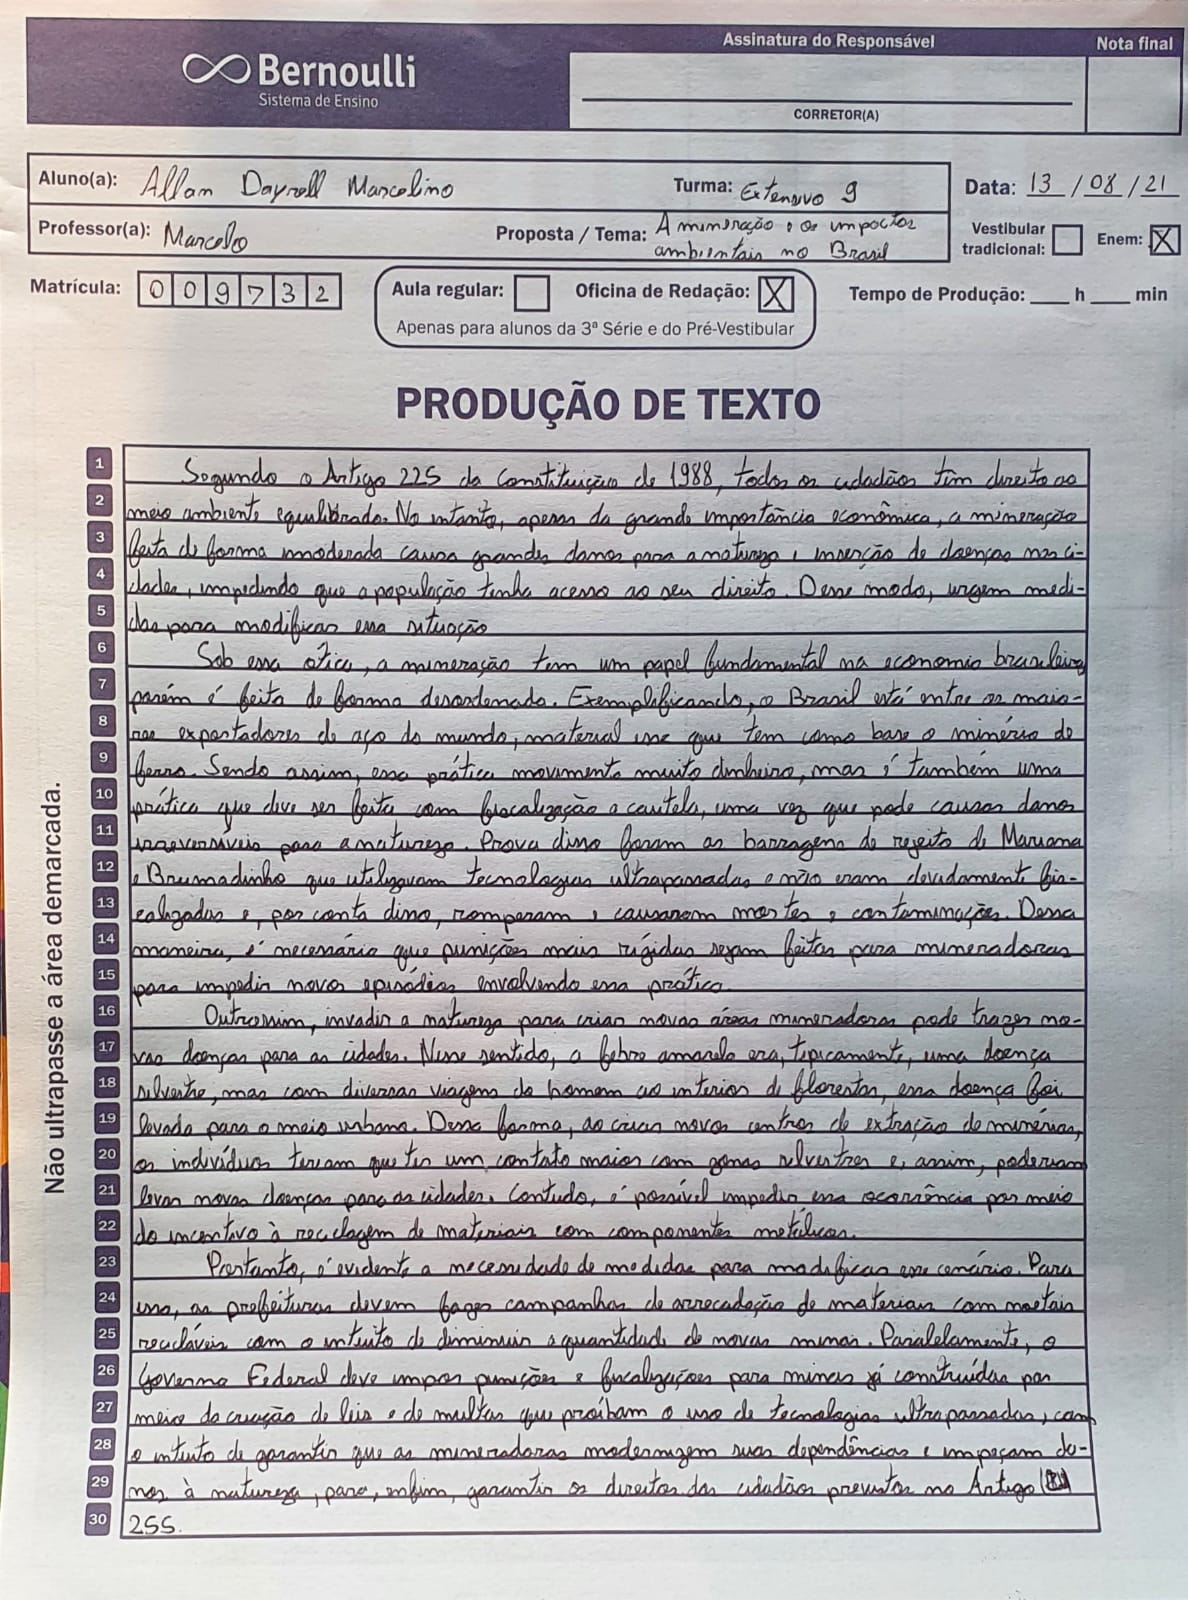 Bernoulli
Sistema de Ensino
Assinatura do Responsável
Nota final
CORRETOR(A)
Aluno(a): Allan Dayrell Marcolino
Turma: Extensivo 9
Data: 13/08/21
Professor(a): Marcelo
Proposta / Tema: A mineração e os impactos
ambientais no Brasil
Vestibular
tradicional:
Enem: X
Matrícula: 009732
Aula regular:
Oficina de Redação: X
Apenas para alunos da 3ª Série e do Pré-Vestibular
Tempo de Produção: ___ h ___ min
PRODUÇÃO DE TEXTO
Não ultrapasse a área demarcada.
1 Segundo o Artigo 225 da Constituição de 1988, todos os cidadãos têm direito ao
2 meio ambiente equilibrado. No intanto, apesar da grande importância econômica, a mineração
3 feita de forma imoderada causa grandes danos para a natureza e inserção de doenças nas ci-
4 dades, impedindo que a população tenha acesso ao seu direito. Desse modo, urgem medi-
5 das para modificar essa situação
6 Sob essa ótica, a mineração tem um papel fundamental na economia brasileira
7 porém é feita de forma desordenada. Exemplificando, o Brasil está entre os maio-
8 res exportadores de aço do mundo, material esse que tem como base o minério de
9 ferro. Sendo assim, essa prática movimenta muito dinheiro, mas é também uma
10 prática que deve ser feita com fiscalização e cautela, uma vez que pode causar danos
11 irreversíveis para a natureza. Prova disso foram as barragens de rejeito de Mariana
12 e Brumadinho que utilizavam tecnologias ultrapassadas e não eram devidamente fis-
13 calizadas e, por conta disso, romperam e causarem mortes e contaminações. Dessa
14 maneira, é necessário que punições mais rígidas sejam feitas para mineradoras
15 para impedir novos episódios envolvendo essa prática.
16 Outrossim, invadir a natureza para criar novas áreas mineradoras pode trazer no-
17 vas doenças para as cidades. Nesse sentido, a febre amarela era, tipicamente, uma doença
18 silvestre, mas com diversas viagens do homem ao interior de florestas, essa doença foi
19 levada para o meio urbano. Dessa forma, ao criar novos centros de extração de minérios,
20 os indivíduos teriam que ter um contato maior com zonas silvestres e, assim, poderiam
21 levar novas doenças para as cidades. Contudo, é possível impedir essa ocorrência por meio
22 do incentivo à reciclagem de materiais com componentes metálicos.
23 Portanto, é evidente a necessidade de medidas para modificar esse cenário. Para
24 isso, as prefeituras devem fazer campanhas de arrecadação de materiais com maetais
25 recicláveis com o intuito de diminuir a quantidade de novas minas. Paralelamente, o
26 Governo Federal deve impor punições e fiscalizações para minas já construídas por
27 meio da criação de leis e de multas que proíbam o uso de tecnologias ultrapassadas, com
28 o intuito de garantir que as mineradoras modernizem suas dependências e impeçam da-
29 nos à natureza, para, enfim, garantir os direitos dos cidadãos previstos no Artigo
30 255.